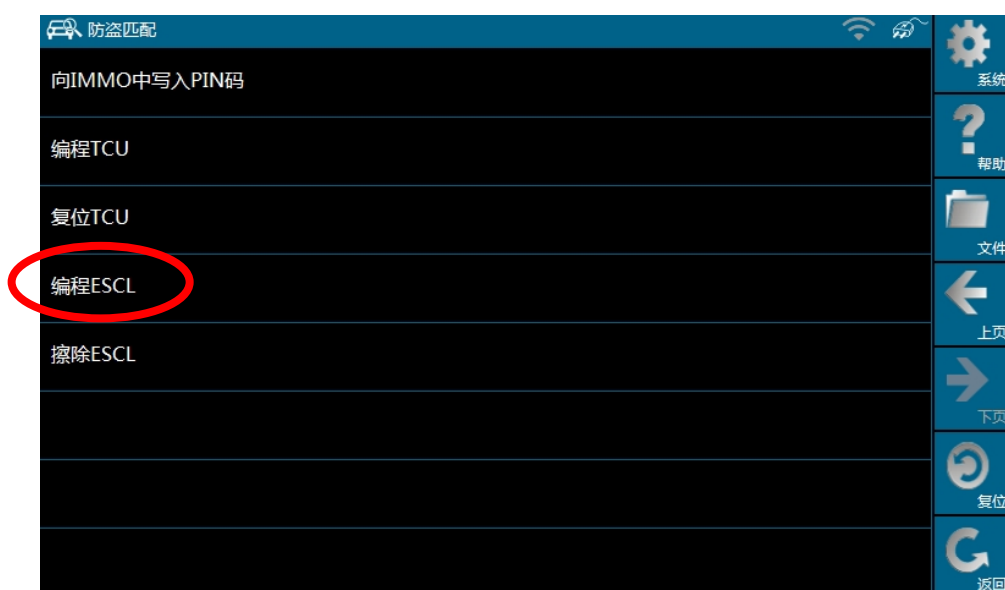 防盗匹配
向IMMO中写入PIN码
编程TCU
复位TCU
编程ESCL
擦除ESCL
系统
帮助
文件
上页
下页
复位
返回